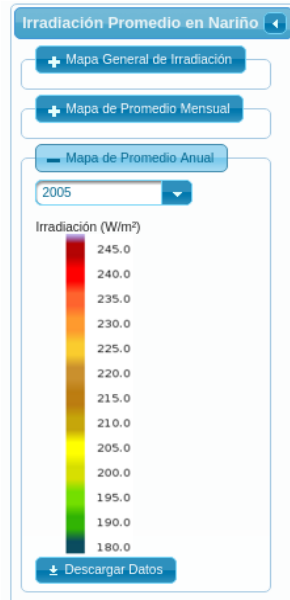 Irradiación Promedio en Nariño
Mapa General de Irradiación
Mapa de Promedio Mensual
Mapa de Promedio Anual
2005
Irradiación (W/m²)
245.0
240.0
235.0
230.0
225.0
220.0
215.0
210.0
205.0
200.0
195.0
190.0
180.0
Descargar Datos